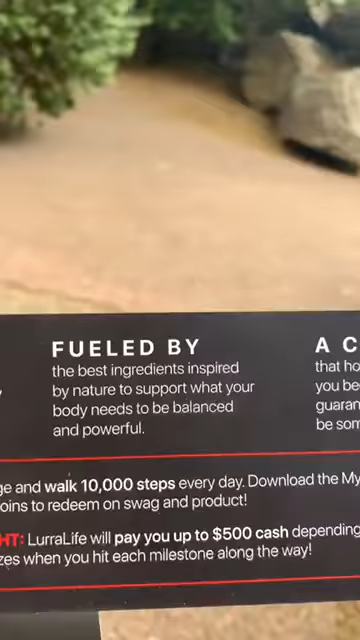 FUELED BY
the best ingredients inspired
by nature to support what your
body needs to be balanced
and powerful.
A C
that ho
you be
guaran
be som
ge and walk 10,000 steps every day. Download the My
oins to redeem on swag and product!
HT: LurraLife will pay you up to $500 cash depending
zes when you hit each milestone along the way!